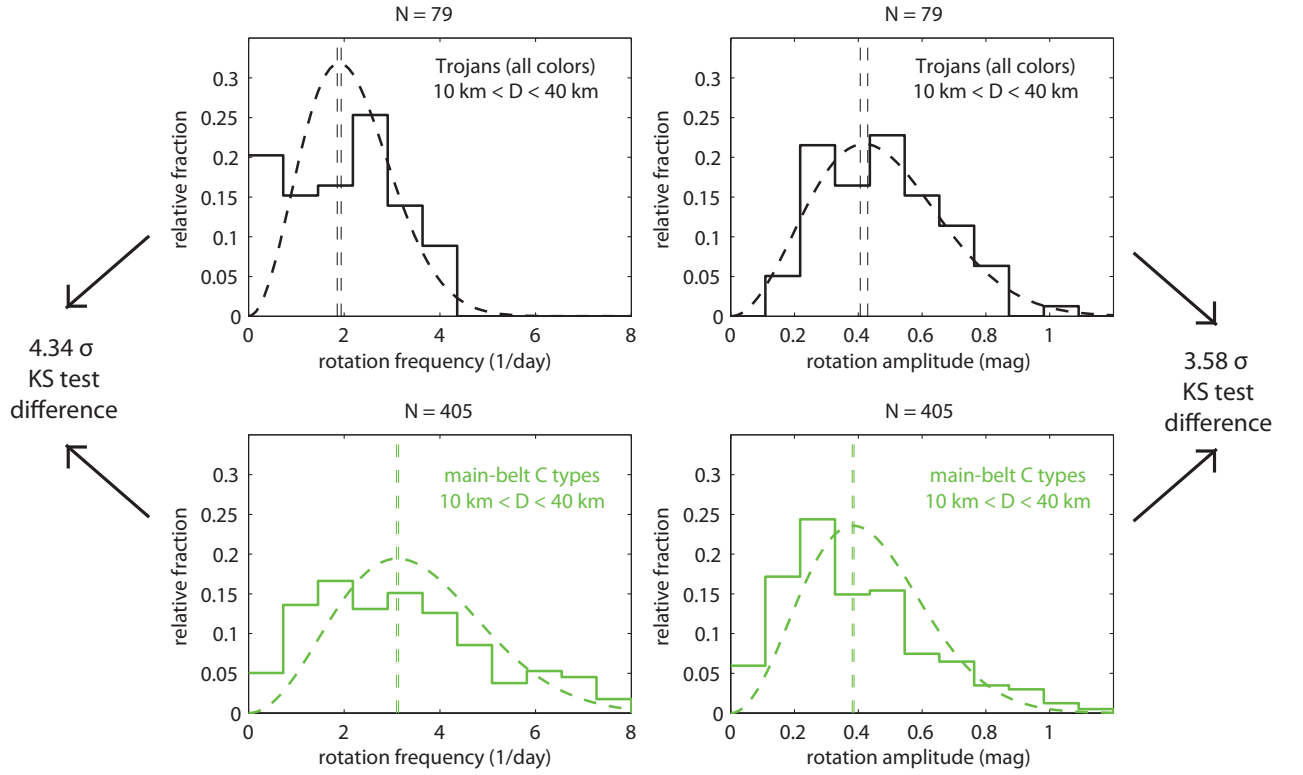 N = 79
Trojans (all colors)
10 km < D < 40 km
relative fraction
0.3
0.25
0.2
0.15
0.1
0.05
0
0 2 4 6 8
rotation frequency (1/day)
N = 79
Trojans (all colors)
10 km < D < 40 km
relative fraction
0.3
0.25
0.2
0.15
0.1
0.05
0
0 0.2 0.4 0.6 0.8 1
rotation amplitude (mag)
4.34 σ
KS test
difference
3.58 σ
KS test
difference
N = 405
main-belt C types
10 km < D < 40 km
relative fraction
0.3
0.25
0.2
0.15
0.1
0.05
0
0 2 4 6 8
rotation frequency (1/day)
N = 405
main-belt C types
10 km < D < 40 km
relative fraction
0.3
0.25
0.2
0.15
0.1
0.05
0
0 0.2 0.4 0.6 0.8 1
rotation amplitude (mag)